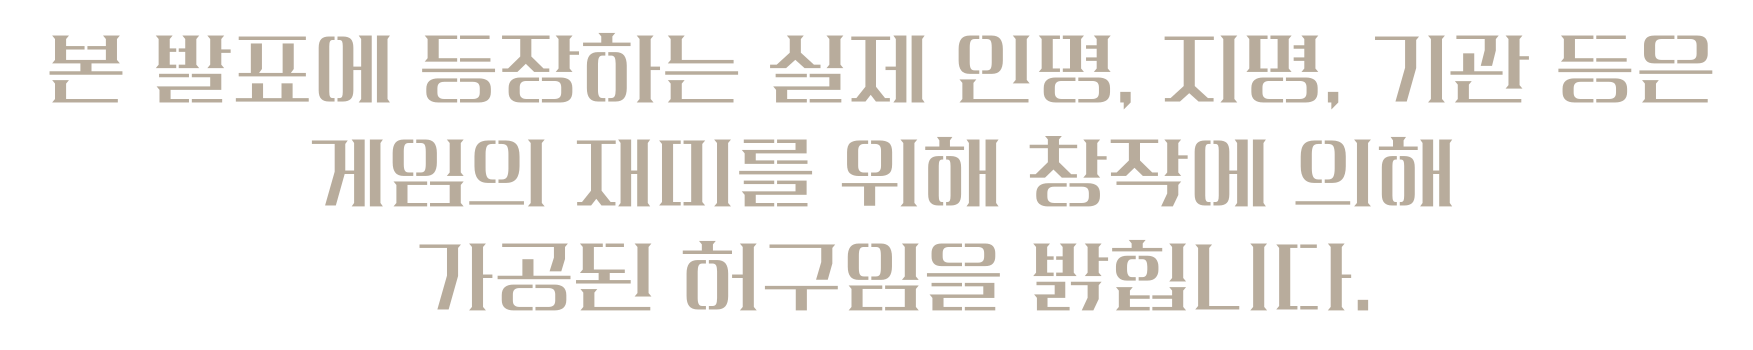 본 발표에 등장하는 실제 인명, 지명, 기관 등은
게임의 재미를 위해 창작에 의해
가공된 허구임을 밝힙니다.